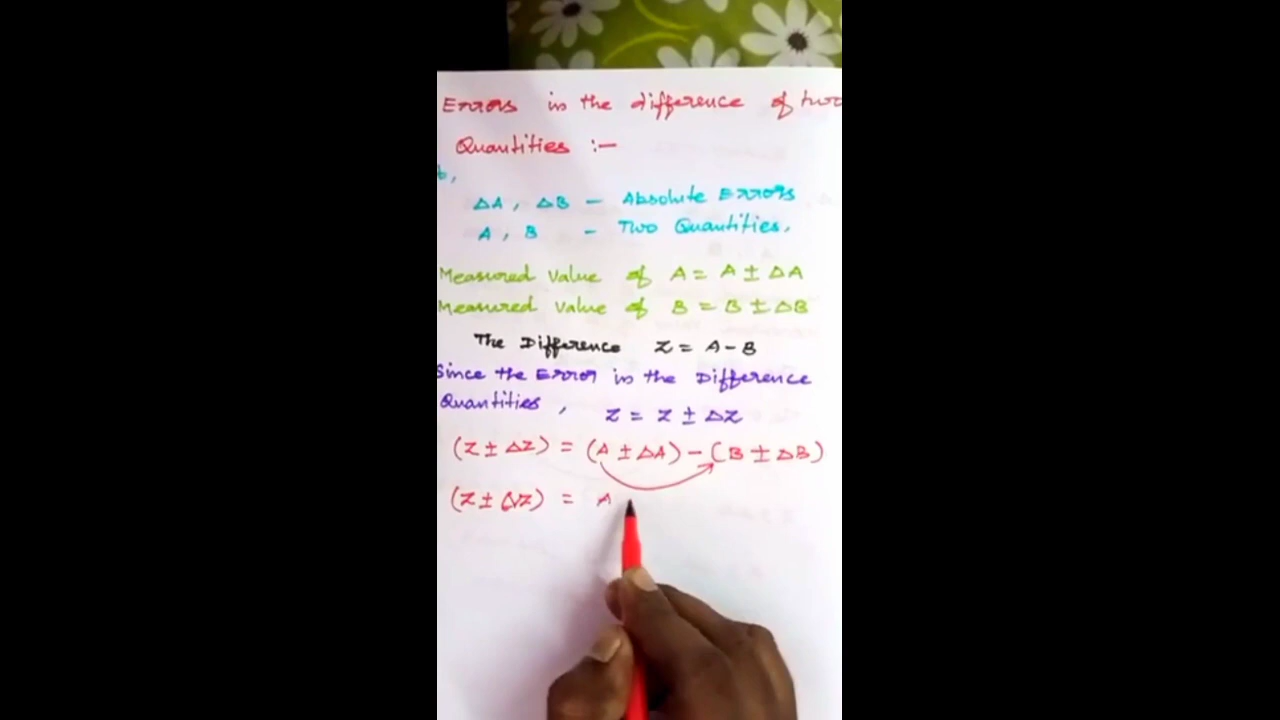 Errors in the difference of two
Quantities :-
ΔA, ΔB - Absolute Errors
A, B - Two Quantities.
Measured Value of A = A ± ΔA
Measured Value of B = B ± ΔB
The Difference Z = A - B
Since the Error in the Difference
Quantities, Z = Z ± ΔZ
(Z ± ΔZ) = (A ± ΔA) - (B ± ΔB)
(Z ± ΔZ) = A